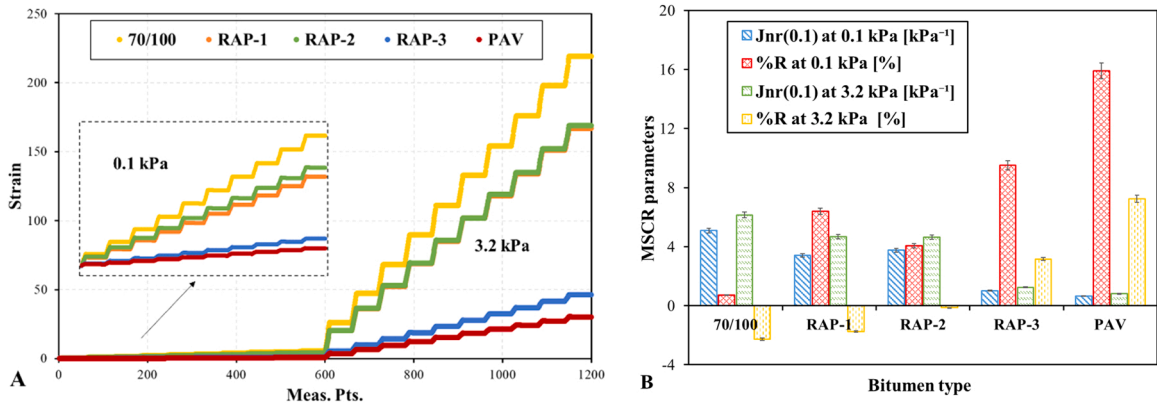 250
200
150
100
50
0
Strain
70/100 RAP-1 RAP-2 RAP-3 PAV
0.1 kPa
3.2 kPa
0 200 400 600 800 1000 1200
Meas. Pts.
A
B
20
16
12
8
4
0
-4
MSCR parameters
Jnr(0.1) at 0.1 kPa [kPa⁻¹]
%R at 0.1 kPa [%]
Jnr(0.1) at 3.2 kPa [kPa⁻¹]
%R at 3.2 kPa [%]
70/100 RAP-1 RAP-2 RAP-3 PAV
Bitumen type